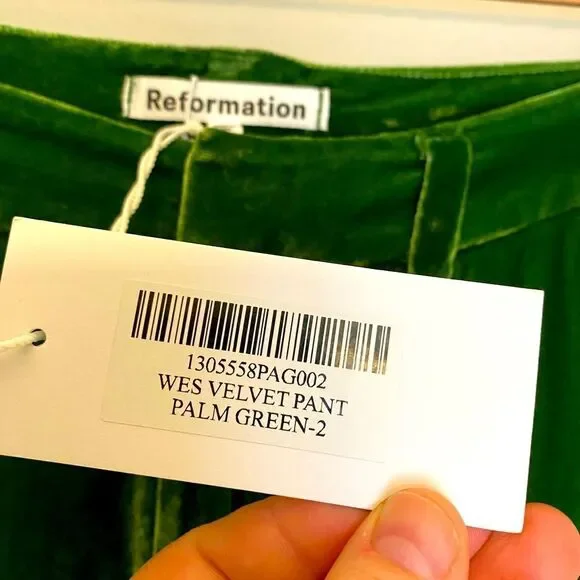 Reformation
1305558PAG002
WES VELVET PANT
PALM GREEN-2